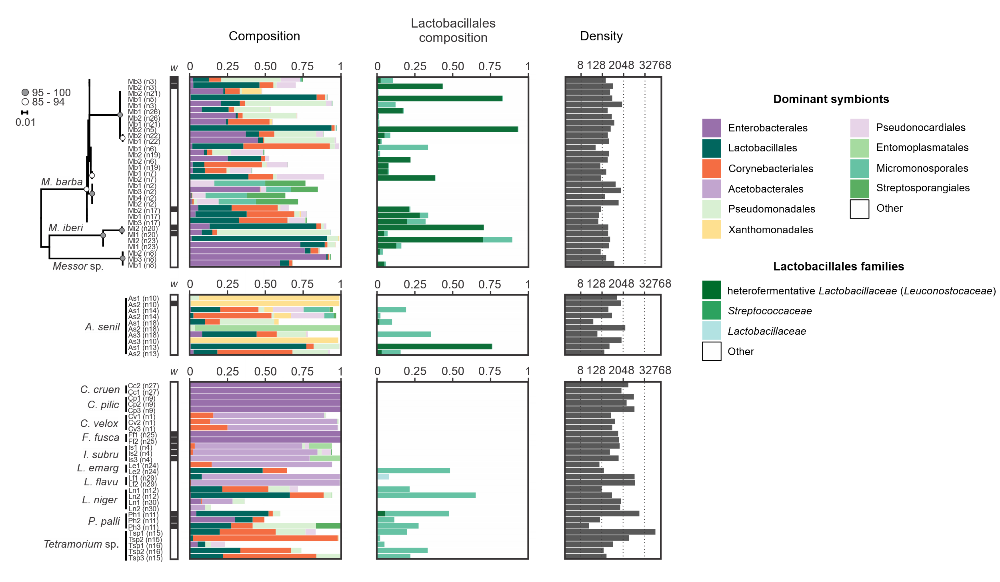 Composition
Lactobacillales
composition
Density
w
0 0.25 0.50 0.75 1
0 0.25 0.50 0.75 1
8 128 2048 32768
95 - 100
85 - 94
0.01
M. barba
M. iberi
Messor sp.
Mb3 (n3)
Mb2 (n3)
Mb2 (n21)
Mb1 (n5)
Mb1 (n3)
Mb1 (n26)
Mb2 (n26)
Mb1 (n21)
Mb2 (n5)
Mb2 (n22)
Mb1 (n22)
Mb1 (n6)
Mb2 (n19)
Mb2 (n6)
Mb1 (n19)
Mb1 (n7)
Mb2 (n7)
Mb1 (n2)
Mb3 (n2)
Mb4 (n2)
Mb2 (n2)
Mb2 (n17)
Mb1 (n17)
Mb3 (n17)
Mi2 (n20)
Mi1 (n20)
Mi2 (n23)
Mi1 (n23)
Mb2 (n8)
Mb3 (n8)
Mb1 (n8)
w
0 0.25 0.50 0.75 1
0 0.25 0.50 0.75 1
8 128 2048 32768
A. senil
As1 (n10)
As2 (n10)
As1 (n14)
As2 (n14)
As1 (n18)
As2 (n18)
As3 (n18)
As3 (n10)
As1 (n13)
As2 (n13)
w
0 0.25 0.50 0.75 1
0 0.25 0.50 0.75 1
8 128 2048 32768
C. cruen
C. pilic
C. velox
F. fusca
I. subru
L. emarg
L. flavu
L. niger
P. palli
Tetramorium sp.
Cc2 (n27)
Cc1 (n27)
Cp1 (n9)
Cp2 (n9)
Cp3 (n9)
Cv1 (n1)
Cv2 (n1)
Cv3 (n1)
Ff1 (n25)
Ff2 (n25)
Is1 (n4)
Is2 (n4)
Is3 (n4)
Le1 (n24)
Le2 (n24)
Lf1 (n29)
Lf2 (n29)
Ln1 (n12)
Ln2 (n12)
Ln1 (n30)
Ln2 (n30)
Ph1 (n11)
Ph2 (n11)
Ph3 (n11)
Tsp1 (n15)
Tsp2 (n15)
Tsp1 (n16)
Tsp2 (n16)
Tsp3 (n15)
Dominant symbionts
Enterobacterales
Lactobacillales
Corynebacteriales
Acetobacterales
Pseudomonadales
Xanthomonadales
Pseudonocardiales
Entomoplasmatales
Micromonosporales
Streptosporangiales
Other
Lactobacillales families
heterofermentative Lactobacillaceae (Leuconostocaceae)
Streptococcaceae
Lactobacillaceae
Other